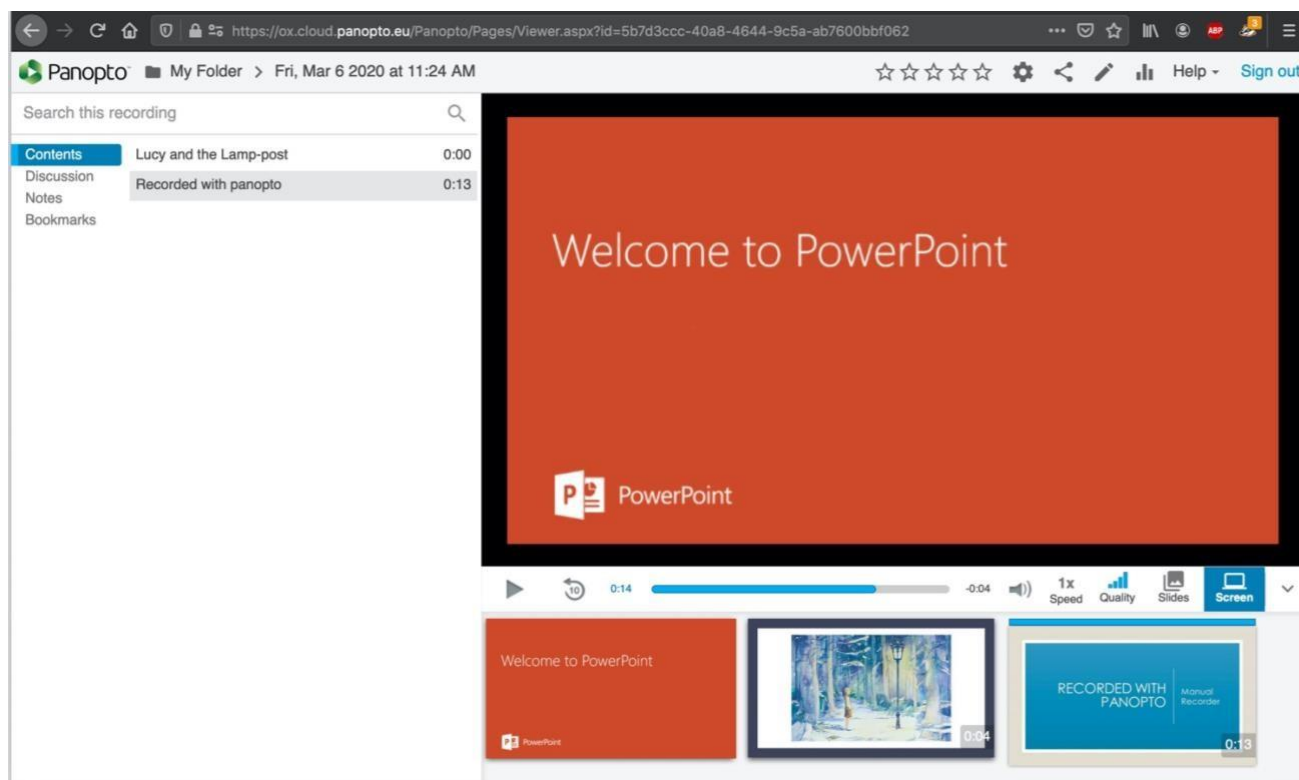 https://ox.cloud.panopto.eu/Panopto/Pages/Viewer.aspx?id=5b7d3ccc-40a8-4644-9c5a-ab7600bbf062
ABP
3
Panopto My Folder > Fri, Mar 6 2020 at 11:24 AM
Help
Sign out
Search this recording
Contents
Discussion
Notes
Bookmarks
Lucy and the Lamp-post 0:00
Recorded with panopto 0:13
Welcome to PowerPoint
P PowerPoint
10
0:14
-0:04
1x
Speed
Quality
Slides
Screen
Welcome to PowerPoint
P PowerPoint
0:04
RECORDED WITH
PANOPTO
Manual
Recorder
0:13